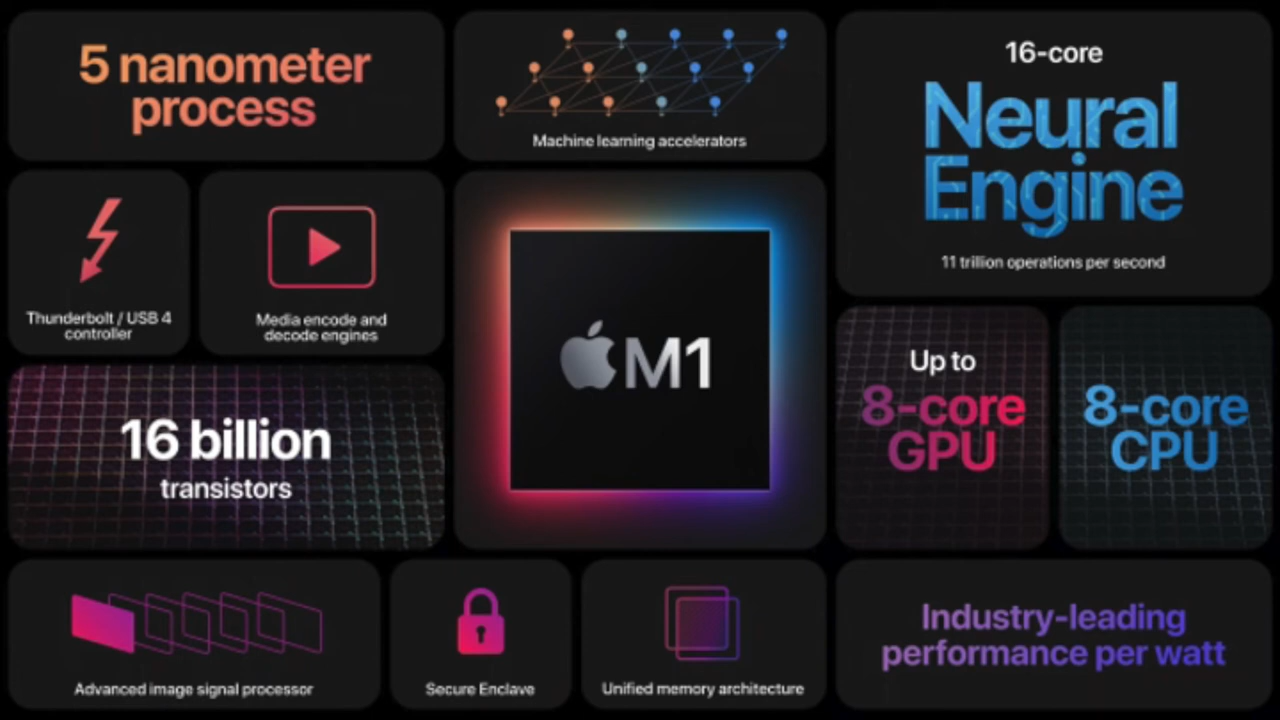 5 nanometer
process
Machine learning accelerators
16-core
Neural
Engine
11 trillion operations per second
Thunderbolt / USB 4
controller
Media encode and
decode engines
M1
Up to
8-core
GPU
8-core
CPU
16 billion
transistors
Advanced image signal processor
Secure Enclave
Unified memory architecture
Industry-leading
performance per watt